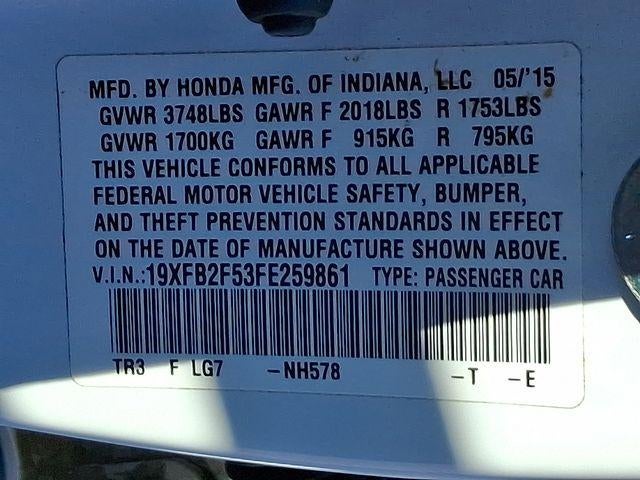 MFD. BY HONDA MFG. OF INDIANA, LLC 05/'15
GVWR 3748LBS GAWR F 2018LBS R 1753LBS
GVWR 1700KG GAWR F 915KG R 795KG
THIS VEHICLE CONFORMS TO ALL APPLICABLE
FEDERAL MOTOR VEHICLE SAFETY, BUMPER,
AND THEFT PREVENTION STANDARDS IN EFFECT
ON THE DATE OF MANUFACTURE SHOWN ABOVE.
V.I.N.:19XFB2F53FE259861 TYPE: PASSENGER CAR
TR3 F LG7 -NH578 -T -E